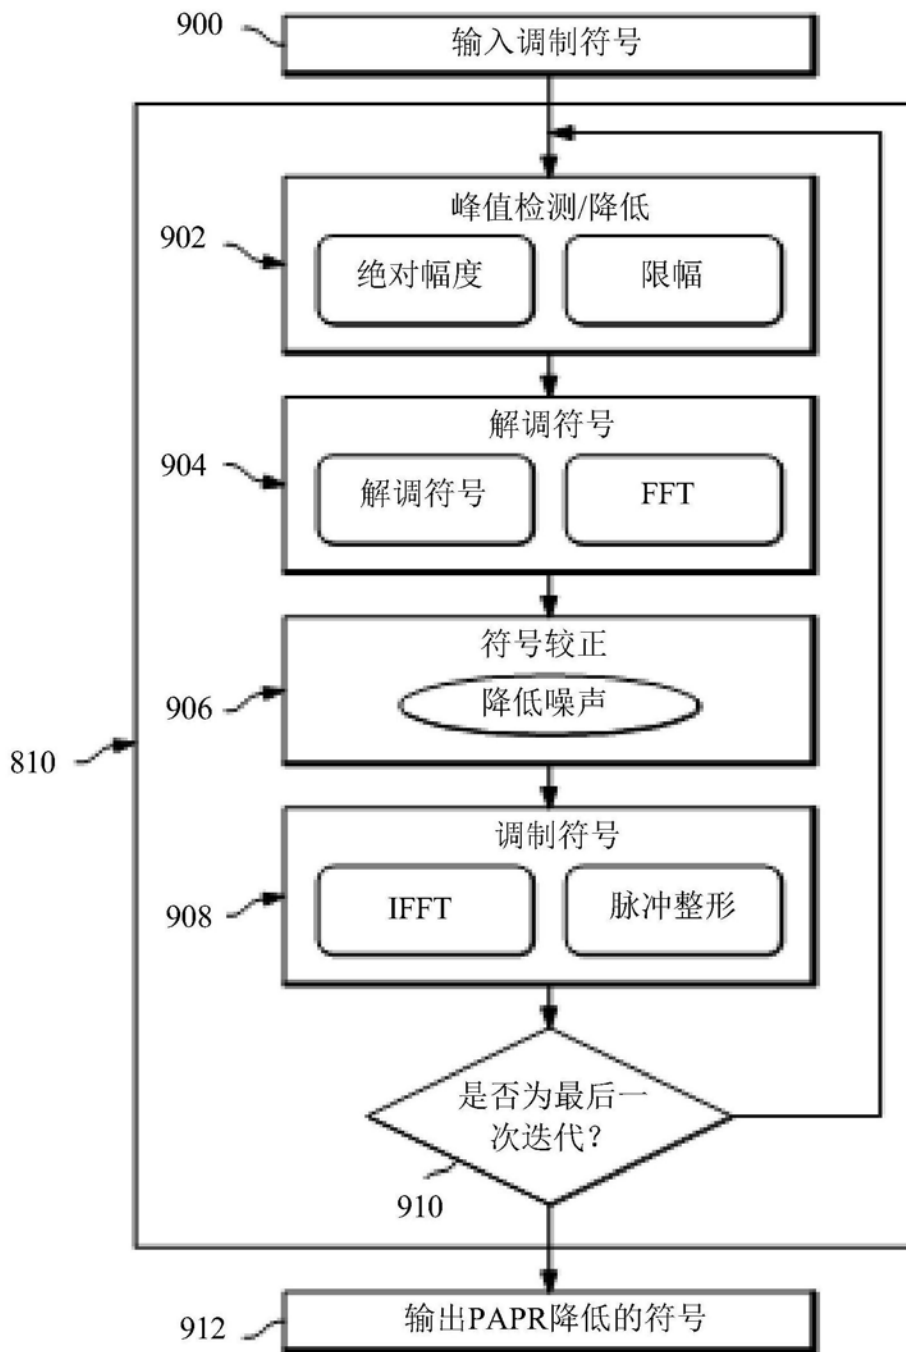 900
输入调制符号
峰值检测/降低
902
绝对幅度
限幅
解调符号
904
解调符号
FFT
符号较正
906
降低噪声
810
调制符号
908
IFFT
脉冲整形
是否为最后一
次迭代?
910
912
输出PAPR降低的符号